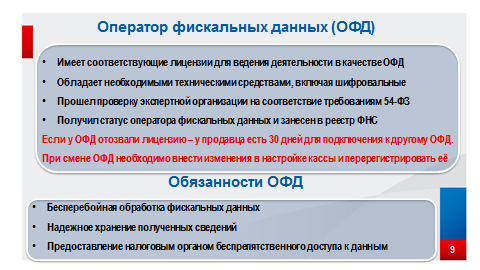 Оператор фискальных данных (ОФД)
• Имеет соответствующие лицензии для ведения деятельности в качестве ОФД
• Обладает необходимыми техническими средствами, включая шифровальные
• Прошел проверку экспертной организации на соответствие требованиям 54-ФЗ
• Получил статус оператора фискальных данных и занесен в реестр ФНС
Если у ОФД отозвали лицензию – у продавца есть 30 дней для подключения к другому ОФД.
При смене ОФД необходимо внести изменения в настройке кассы и перерегистрировать её
Обязанности ОФД
• Бесперебойная обработка фискальных данных
• Надежное хранение полученных сведений
• Предоставление налоговым органом беспрепятственного доступа к данным
9